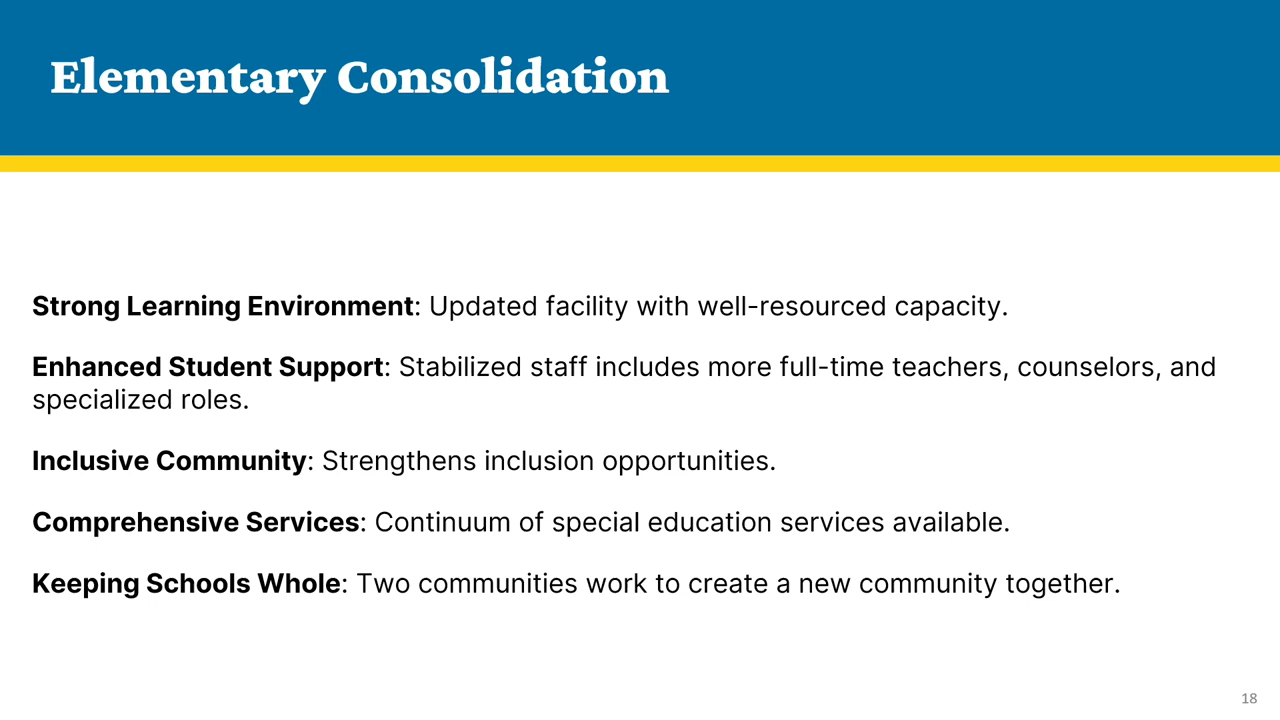 Elementary Consolidation
Strong Learning Environment: Updated facility with well-resourced capacity.
Enhanced Student Support: Stabilized staff includes more full-time teachers, counselors, and
specialized roles.
Inclusive Community: Strengthens inclusion opportunities.
Comprehensive Services: Continuum of special education services available.
Keeping Schools Whole: Two communities work to create a new community together.
18